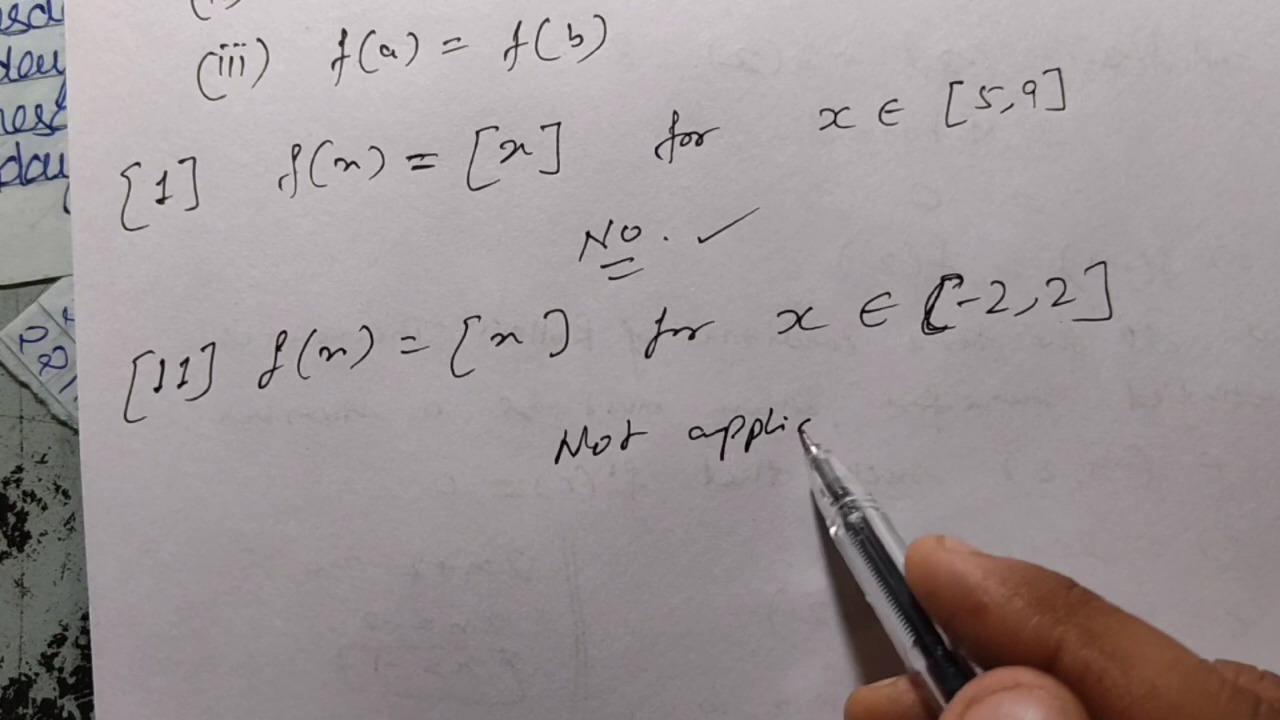 (iii) f(a) = f(b)
[1] f(x) = [x] for x ∈ [5,9]
NO. ✓
[11] f(x) = [x] for x ∈ [-2,2]
Not applic